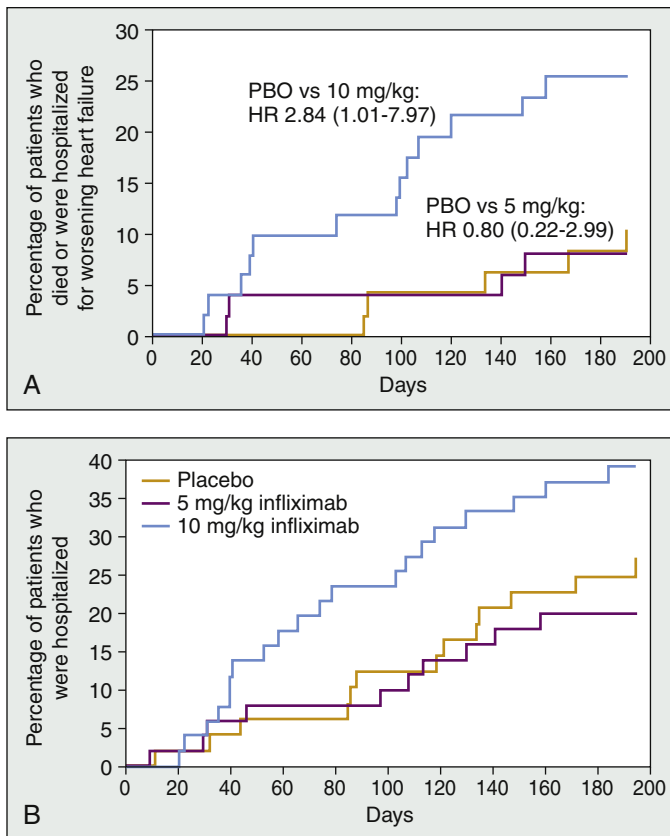 Percentage of patients who
died or were hospitalized
for worsening heart failure
30
25
20
15
10
5
0
PBO vs 10 mg/kg:
HR 2.84 (1.01-7.97)
PBO vs 5 mg/kg:
HR 0.80 (0.22-2.99)
0 20 40 60 80 100 120 140 160 180 200
Days
A
Percentage of patients who
were hospitalized
40
35
30
25
20
15
10
5
0
Placebo
5 mg/kg infliximab
10 mg/kg infliximab
0 20 40 60 80 100 120 140 160 180 200
Days
B